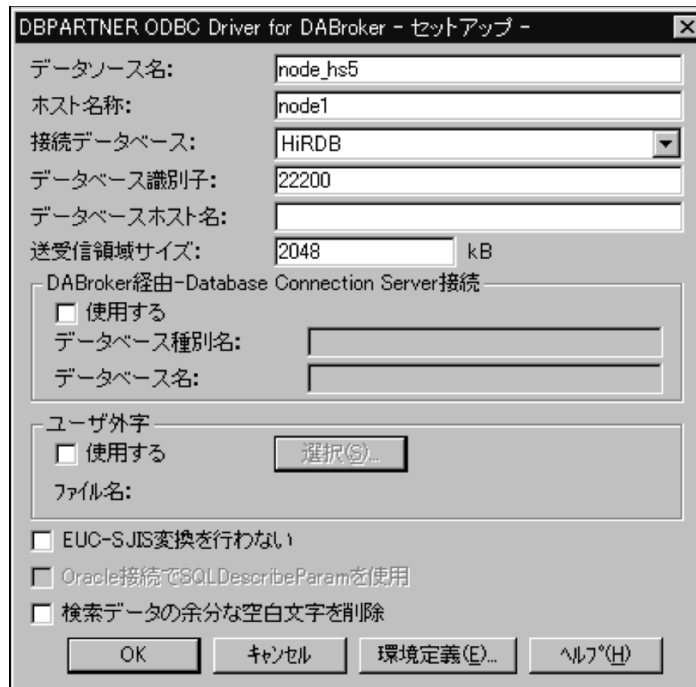 DBPARTNER ODBC Driver for DABroker - セットアップ -
データソース名: node_hs5
ホスト名称: node1
接続データベース: HiRDB
データベース識別子: 22200
データベースホスト名:
送受信領域サイズ: 2048 kB
DABroker経由-Database Connection Server接続
使用する
データベース種別名:
データベース名:
ユーザ外字
使用する 選択(S)...
ファイル名:
EUC-SJIS変換を行わない
Oracle接続でSQLDescribeParamを使用
検索データの余分な空白文字を削除
OK キャンセル 環境定義(E)... ヘルプ(H)